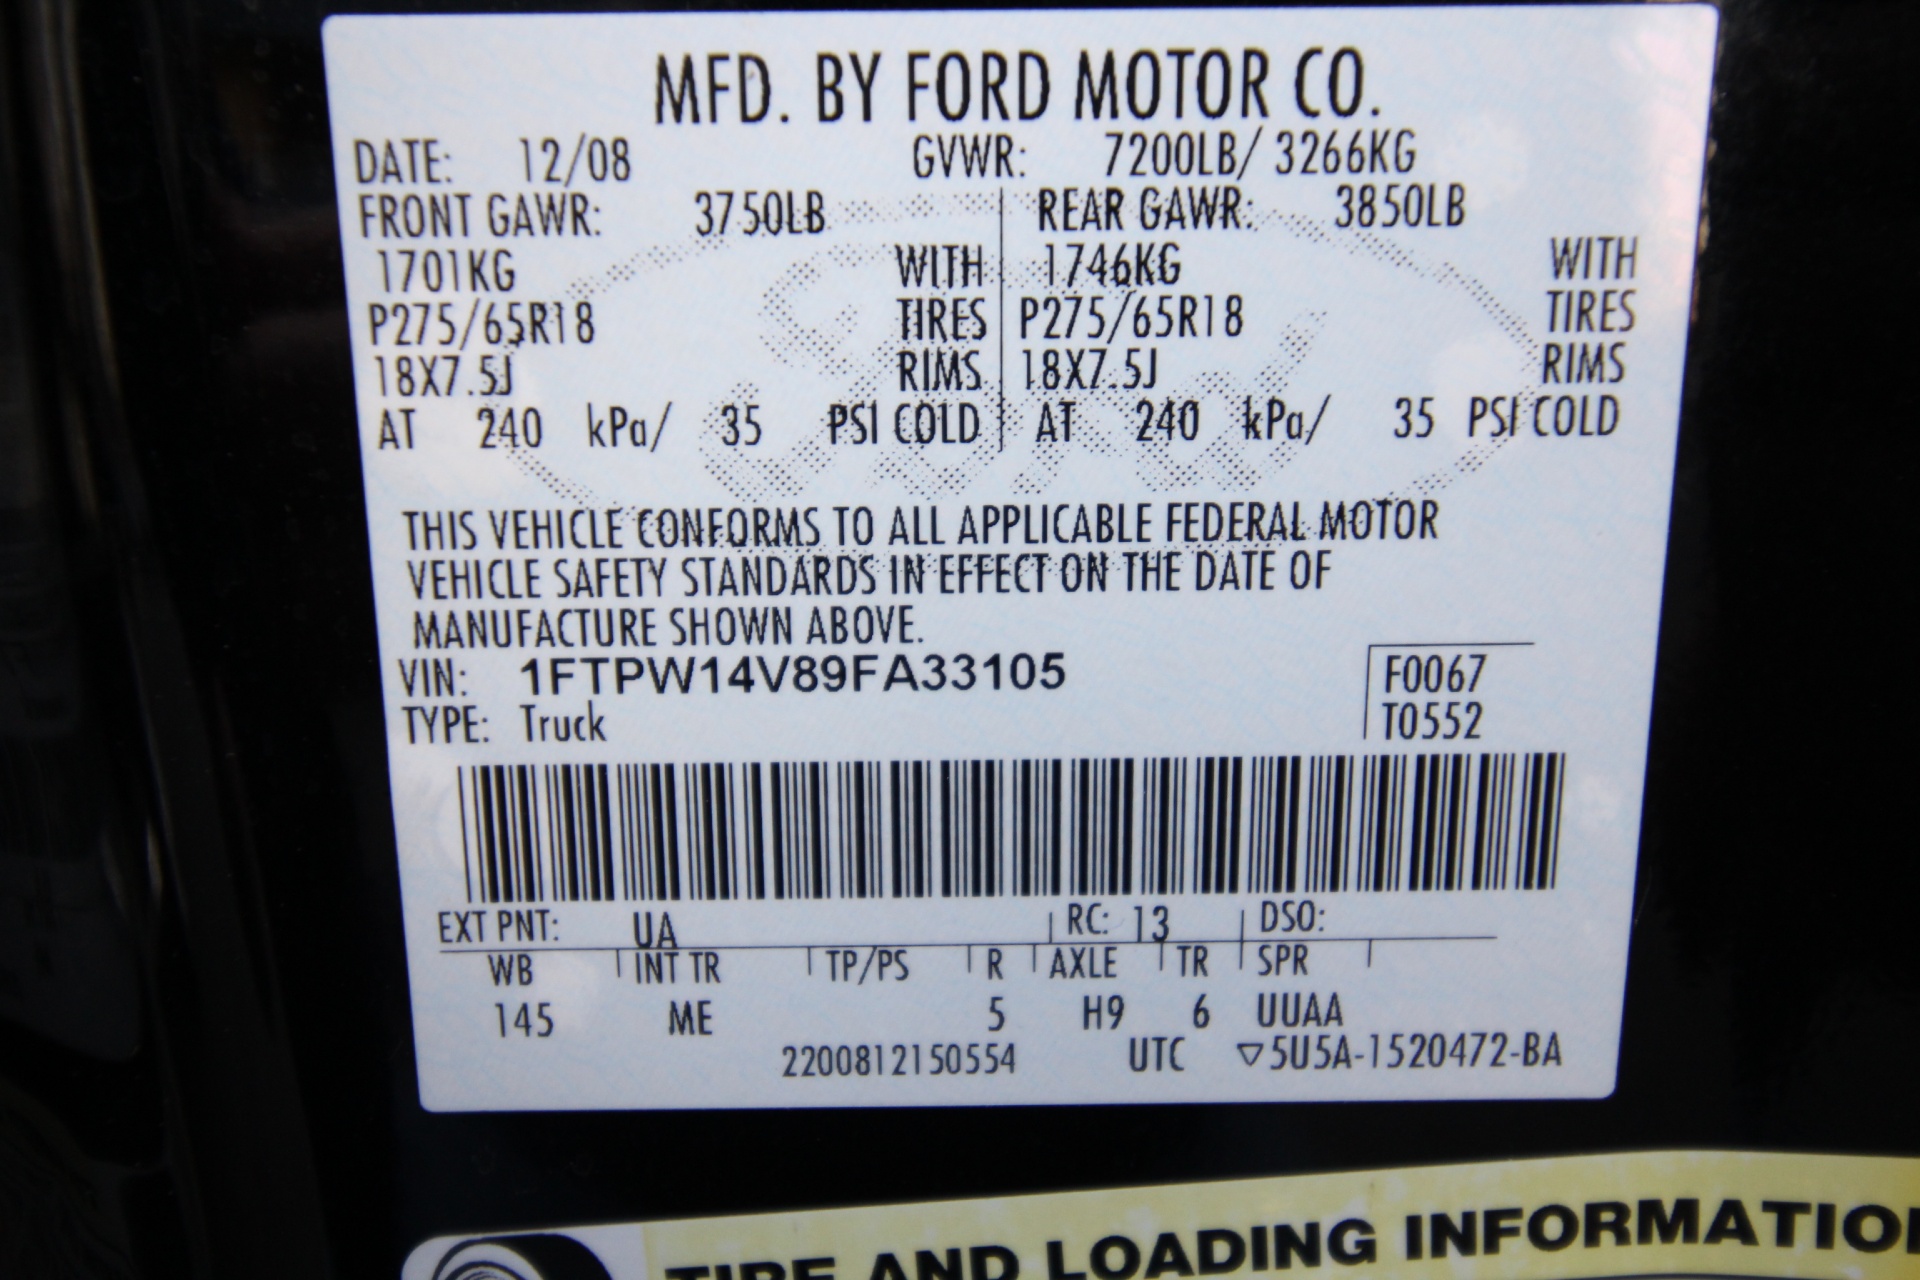 MFD. BY FORD MOTOR CO.
DATE: 12/08 GVWR: 7200LB/ 3266KG
FRONT GAWR: 3750LB REAR GAWR: 3850LB
1701KG WITH 1746KG WITH
P275/65R18 TIRES P275/65R18 TIRES
18X7.5J RIMS 18X7.5J RIMS
AT 240 kPa/ 35 PSI COLD AT 240 kPa/ 35 PSI COLD
Ford
THIS VEHICLE CONFORMS TO ALL APPLICABLE FEDERAL MOTOR
VEHICLE SAFETY STANDARDS IN EFFECT ON THE DATE OF
MANUFACTURE SHOWN ABOVE.
VIN: 1FTPW14V89FA33105 F0067
TYPE: Truck T0552
EXT PNT: UA RC: 13 DSO:
WB INT TR TP/PS R AXLE TR SPR
145 ME 5 H9 6 UUAA
2200812150554 UTC ▽5U5A-1520472-BA
TIRE AND LOADING INFORMATION